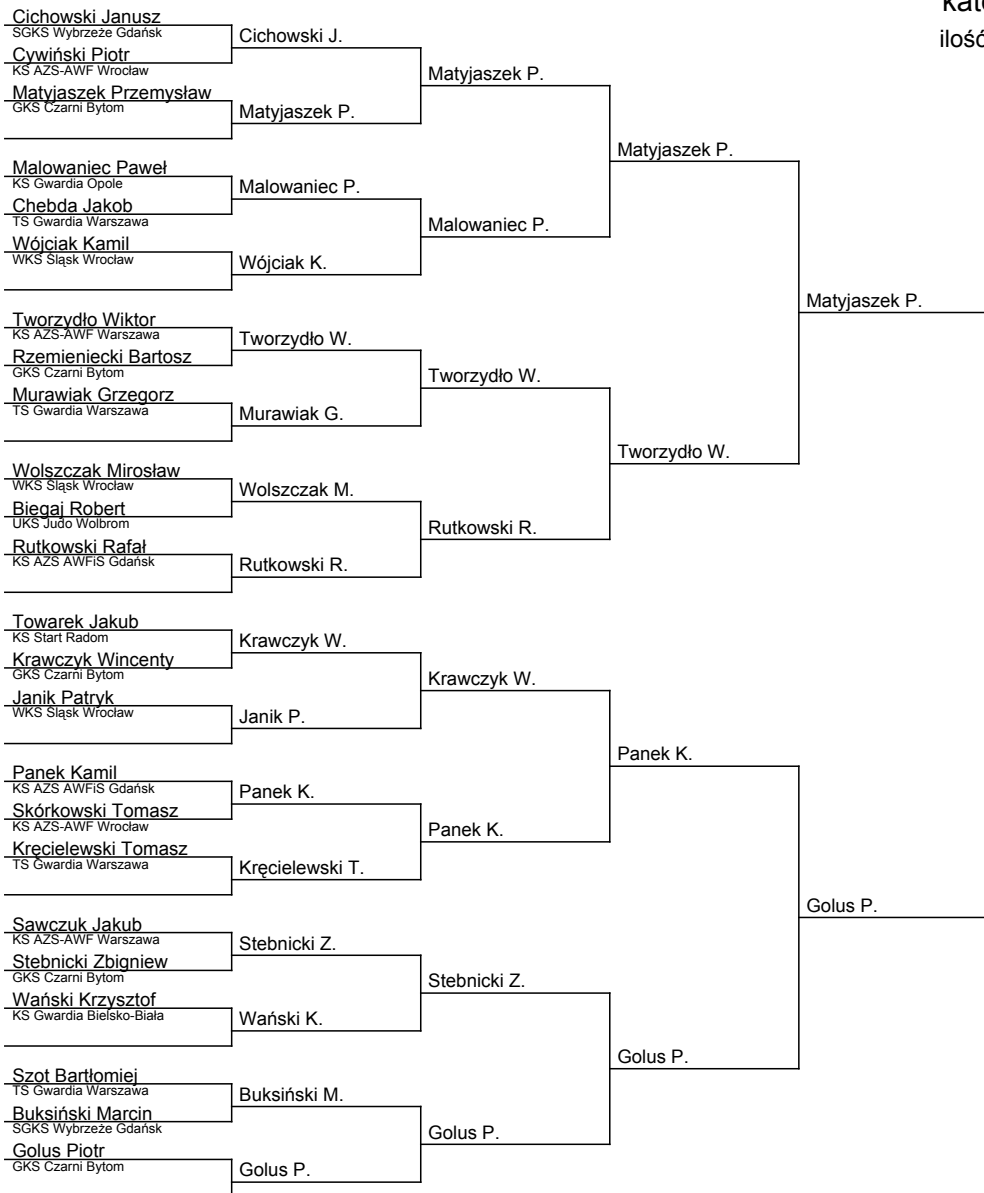 kate
ilość
Cichowski Janusz
SGKS Wybrzeże Gdańsk
Cywiński Piotr
KS AZS-AWF Wrocław
Matyjaszek Przemysław
GKS Czarni Bytom
Malowaniec Paweł
KS Gwardia Opole
Chebda Jakob
TS Gwardia Warszawa
Wójciak Kamil
WKS Śląsk Wrocław
Tworzydło Wiktor
KS AZS-AWF Warszawa
Rzemieniecki Bartosz
GKS Czarni Bytom
Murawiak Grzegorz
TS Gwardia Warszawa
Wolszczak Mirosław
WKS Śląsk Wrocław
Biegaj Robert
UKS Judo Wolbrom
Rutkowski Rafał
KS AZS AWFiS Gdańsk
Towarek Jakub
KS Start Radom
Krawczyk Wincenty
GKS Czarni Bytom
Janik Patryk
WKS Śląsk Wrocław
Panek Kamil
KS AZS AWFiS Gdańsk
Skórkowski Tomasz
KS AZS-AWF Wrocław
Kręcielewski Tomasz
TS Gwardia Warszawa
Sawczuk Jakub
KS AZS-AWF Warszawa
Stebnicki Zbigniew
GKS Czarni Bytom
Wański Krzysztof
KS Gwardia Bielsko-Biała
Szot Bartłomiej
TS Gwardia Warszawa
Buksiński Marcin
SGKS Wybrzeże Gdańsk
Golus Piotr
GKS Czarni Bytom
Cichowski J.
Matyjaszek P.
Malowaniec P.
Wójciak K.
Tworzydło W.
Murawiak G.
Wolszczak M.
Rutkowski R.
Krawczyk W.
Janik P.
Panek K.
Kręcielewski T.
Stebnicki Z.
Wański K.
Buksiński M.
Golus P.
Matyjaszek P.
Malowaniec P.
Tworzydło W.
Rutkowski R.
Krawczyk W.
Panek K.
Stebnicki Z.
Golus P.
Matyjaszek P.
Tworzydło W.
Panek K.
Golus P.
Matyjaszek P.
Golus P.